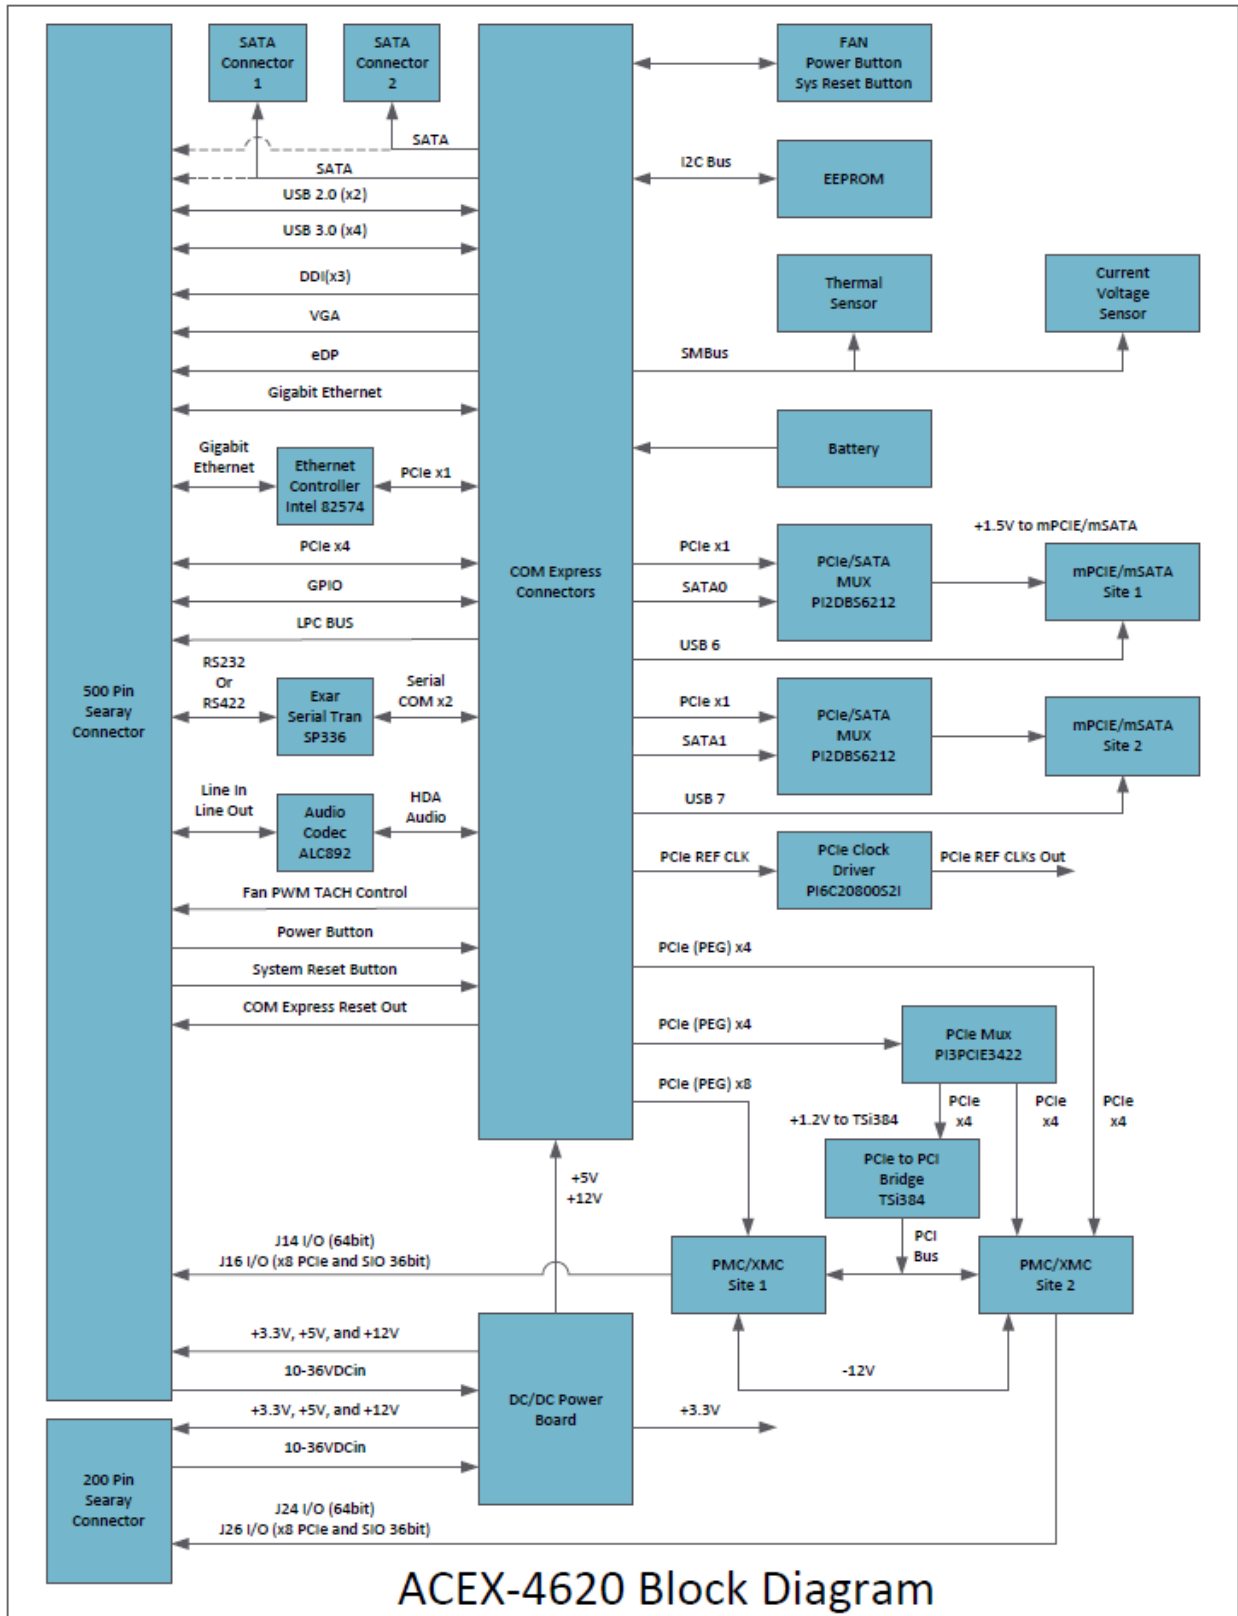 SATA
Connector
1
SATA
Connector
2
FAN
Power Button
Sys Reset Button
SATA
SATA
I2C Bus
EEPROM
USB 2.0 (x2)
USB 3.0 (x4)
DDI(x3)
VGA
eDP
Gigabit Ethernet
Thermal
Sensor
Current
Voltage
Sensor
SMBus
Battery
Gigabit
Ethernet
Ethernet
Controller
Intel 82574
PCIe x1
+1.5V to mPCIE/mSATA
PCIe x4
GPIO
LPC BUS
COM Express
Connectors
PCIe x1
SATA0
PCIe/SATA
MUX
PI2DBS6212
mPCIE/mSATA
Site 1
USB 6
500 Pin
Searay
Connector
RS232
Or
RS422
Exar
Serial Tran
SP336
Serial
COM x2
PCIe x1
SATA1
PCIe/SATA
MUX
PI2DBS6212
mPCIE/mSATA
Site 2
USB 7
Line In
Line Out
Audio
Codec
ALC892
HDA
Audio
PCIe REF CLK
PCIe Clock
Driver
PI6C20800S2I
PCIe REF CLKs Out
Fan PWM TACH Control
Power Button
System Reset Button
COM Express Reset Out
PCIe (PEG) x4
PCIe (PEG) x4
PCIe Mux
PI3PCIE3422
PCIe (PEG) x8
PCIe
x4
PCIe
x4
PCIe
x4
+1.2V to TSi384
PCIe to PCI
Bridge
TSi384
+5V
+12V
PCI
Bus
J14 I/O (64bit)
J16 I/O (x8 PCIe and SIO 36bit)
PMC/XMC
Site 1
PMC/XMC
Site 2
+3.3V, +5V, and +12V
10-36VDCin
-12V
DC/DC Power
Board
+3.3V
+3.3V, +5V, and +12V
10-36VDCin
200 Pin
Searay
Connector
J24 I/O (64bit)
J26 I/O (x8 PCIe and SIO 36bit)
ACEX-4620 Block Diagram